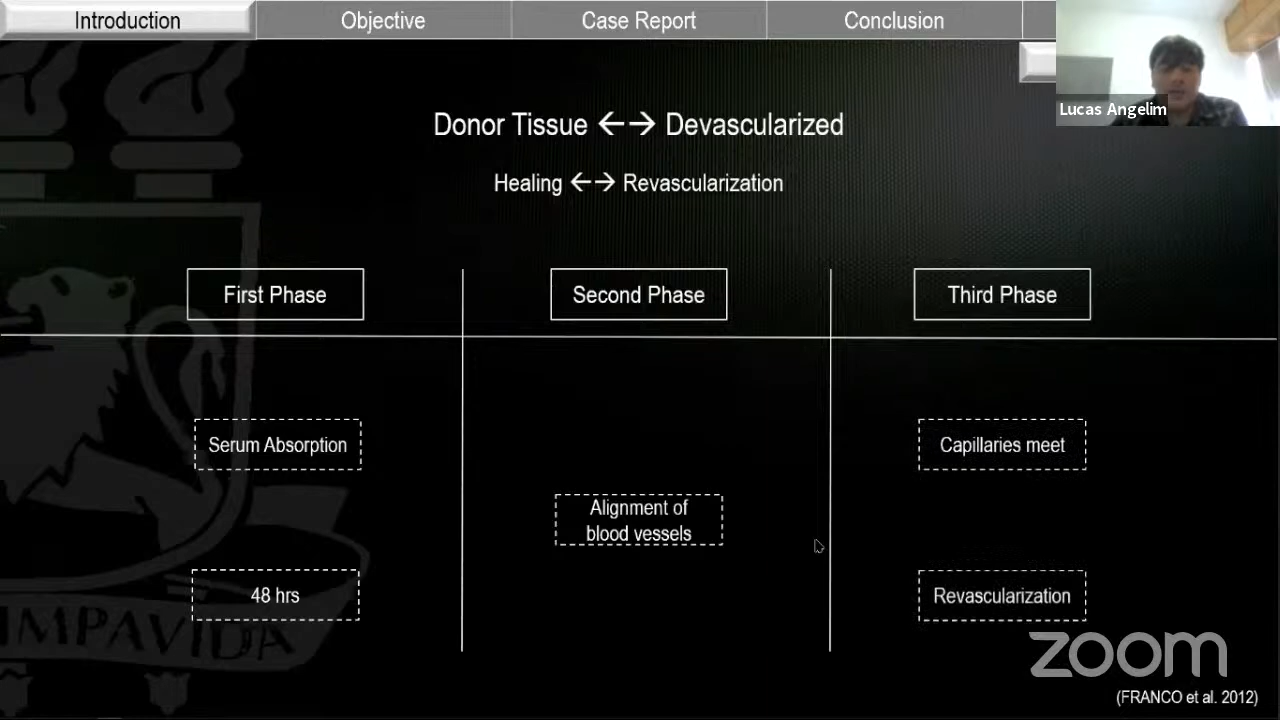 Introduction
Objective
Case Report
Conclusion
Lucas Angelim
Donor Tissue ←→ Devascularized
Healing ←→ Revascularization
First Phase
Second Phase
Third Phase
Serum Absorption
Capillaries meet
Alignment of
blood vessels
48 hrs
Revascularization
IMPAVIDA
zoom
(FRANCO et al. 2012)